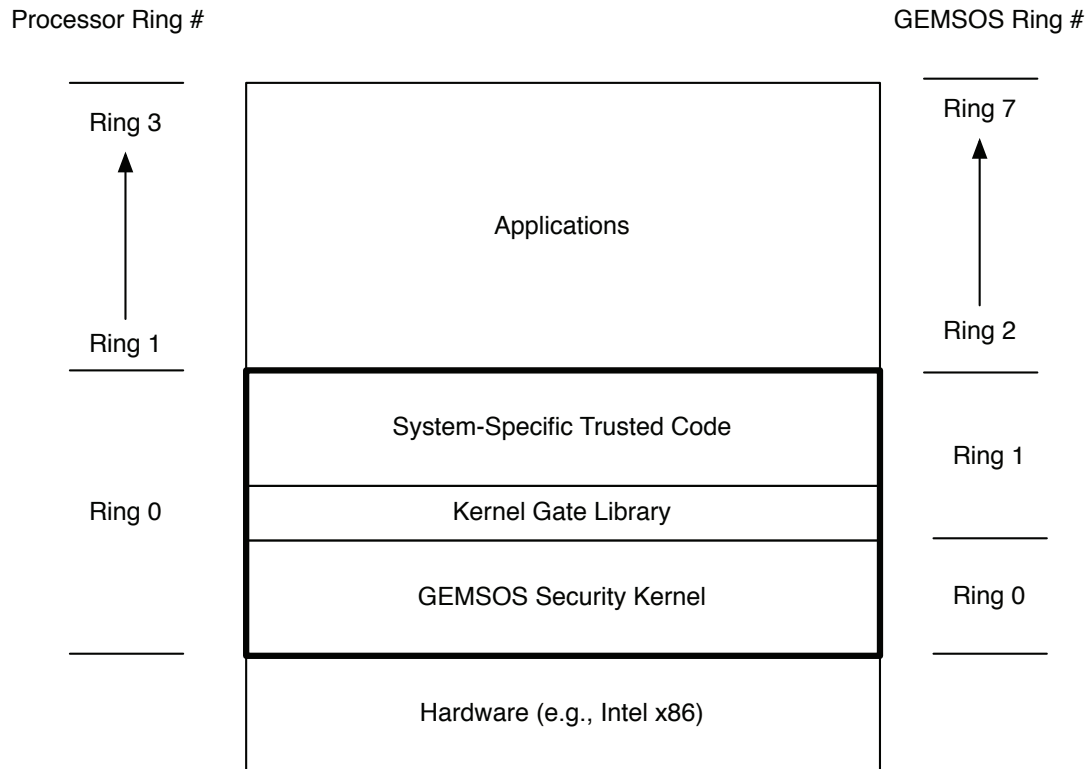 Processor Ring #
GEMSOS Ring #
Ring 3
Ring 7
Applications
Ring 1
Ring 2
System-Specific Trusted Code
Ring 1
Ring 0
Kernel Gate Library
GEMSOS Security Kernel
Ring 0
Hardware (e.g., Intel x86)